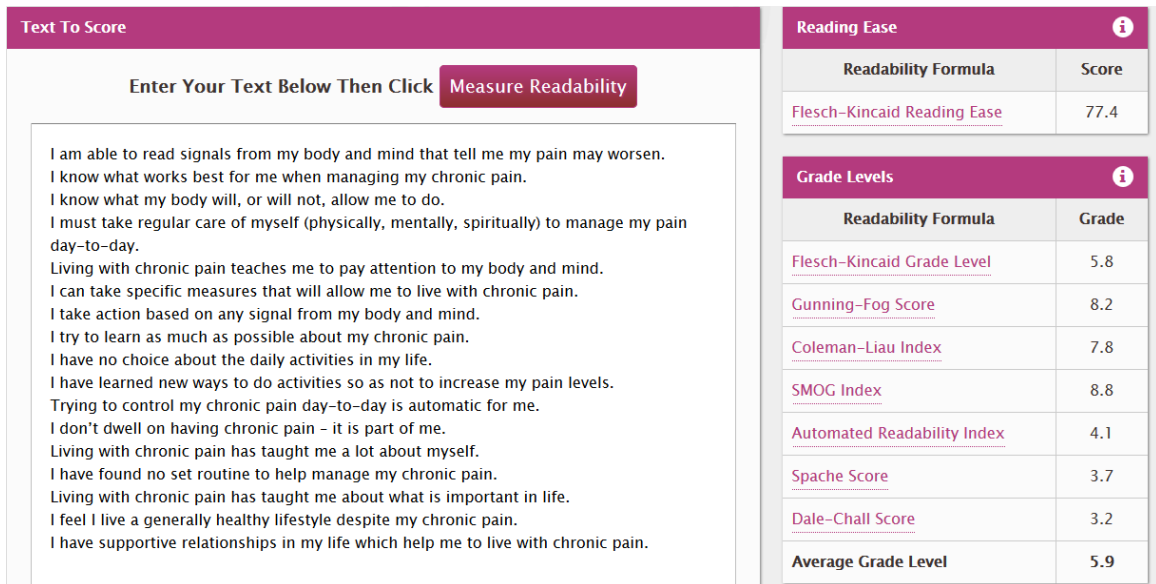 Text To Score
Enter Your Text Below Then Click Measure Readability
I am able to read signals from my body and mind that tell me my pain may worsen.
I know what works best for me when managing my chronic pain.
I know what my body will, or will not, allow me to do.
I must take regular care of myself (physically, mentally, spiritually) to manage my pain
day-to-day.
Living with chronic pain teaches me to pay attention to my body and mind.
I can take specific measures that will allow me to live with chronic pain.
I take action based on any signal from my body and mind.
I try to learn as much as possible about my chronic pain.
I have no choice about the daily activities in my life.
I have learned new ways to do activities so as not to increase my pain levels.
Trying to control my chronic pain day-to-day is automatic for me.
I don’t dwell on having chronic pain – it is part of me.
Living with chronic pain has taught me a lot about myself.
I have found no set routine to help manage my chronic pain.
Living with chronic pain has taught me about what is important in life.
I feel I live a generally healthy lifestyle despite my chronic pain.
I have supportive relationships in my life which help me to live with chronic pain.
Reading Ease
Readability Formula Score
Flesch-Kincaid Reading Ease 77.4
Grade Levels
Readability Formula Grade
Flesch-Kincaid Grade Level 5.8
Gunning-Fog Score 8.2
Coleman-Liau Index 7.8
SMOG Index 8.8
Automated Readability Index 4.1
Spache Score 3.7
Dale-Chall Score 3.2
Average Grade Level 5.9